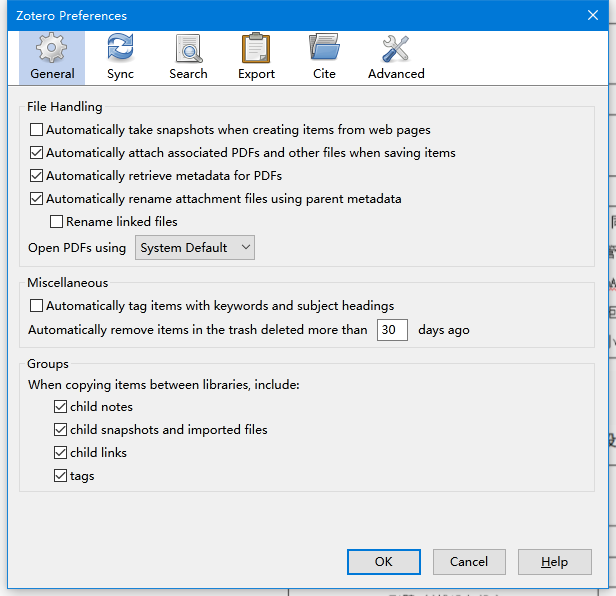 Zotero Preferences
General Sync Search Export Cite Advanced
File Handling
Automatically take snapshots when creating items from web pages
Automatically attach associated PDFs and other files when saving items
Automatically retrieve metadata for PDFs
Automatically rename attachment files using parent metadata
Rename linked files
Open PDFs using System Default
Miscellaneous
Automatically tag items with keywords and subject headings
Automatically remove items in the trash deleted more than 30 days ago
Groups
When copying items between libraries, include:
child notes
child snapshots and imported files
child links
tags
OK Cancel Help